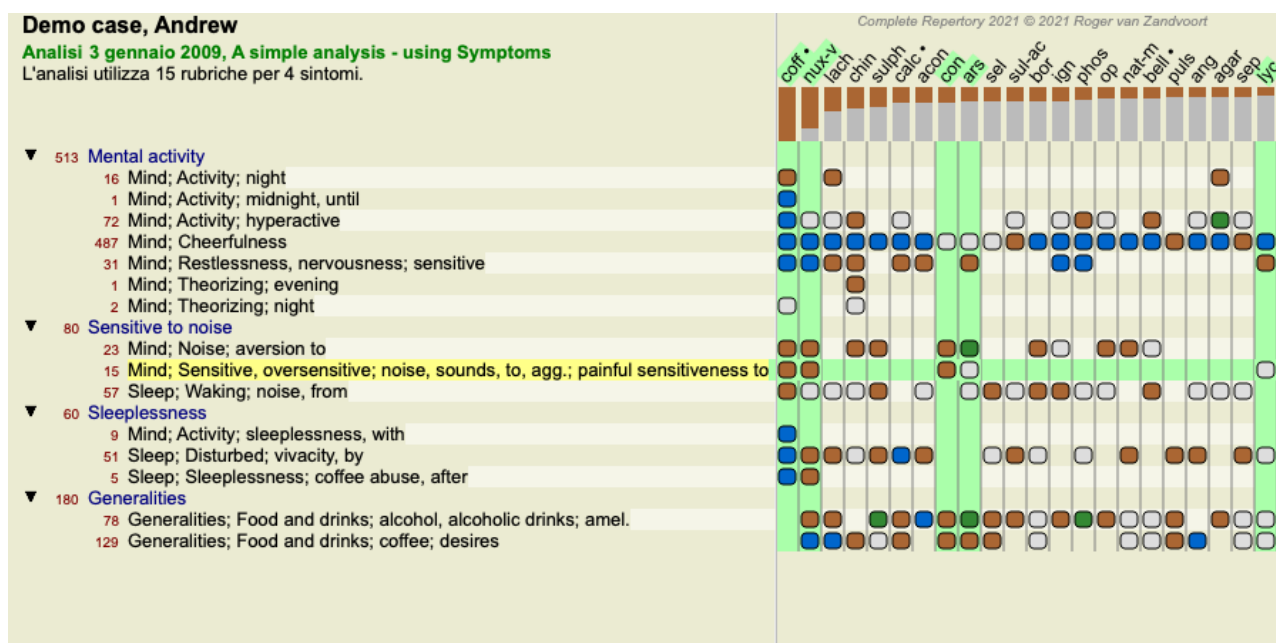 Demo case, Andrew
Complete Repertory 2021 © 2021 Roger van Zandvoort
Analisi 3 gennaio 2009, A simple analysis - using Symptoms
L'analisi utilizza 15 rubriche per 4 sintomi.
coff • nux-v lach chin sulph calc • acon con ars sel sul-ac bor ign phos op nat-m bell • puls ang agar sep lyc
▼ 513 Mental activity
16 Mind; Activity; night
1 Mind; Activity; midnight, until
72 Mind; Activity; hyperactive
487 Mind; Cheerfulness
31 Mind; Restlessness, nervousness; sensitive
1 Mind; Theorizing; evening
2 Mind; Theorizing; night
▼ 80 Sensitive to noise
23 Mind; Noise; aversion to
15 Mind; Sensitive, oversensitive; noise, sounds, to, agg.; painful sensitiveness to
57 Sleep; Waking; noise, from
▼ 60 Sleeplessness
9 Mind; Activity; sleeplessness, with
51 Sleep; Disturbed; vivacity, by
5 Sleep; Sleeplessness; coffee abuse, after
▼ 180 Generalities
78 Generalities; Food and drinks; alcohol, alcoholic drinks; amel.
129 Generalities; Food and drinks; coffee; desires